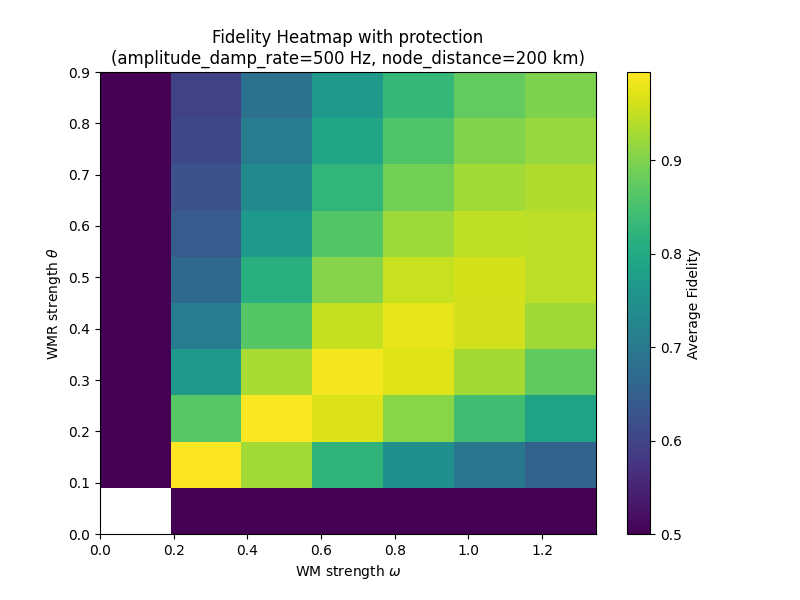 Fidelity Heatmap with protection
(amplitude_damp_rate=500 Hz, node_distance=200 km)
0.9
0.8
0.7
0.6
0.5
0.4
0.3
0.2
0.1
0.0
WMR strength θ
0.0 0.2 0.4 0.6 0.8 1.0 1.2
WM strength ω
0.9
0.8
0.7
0.6
0.5
Average Fidelity